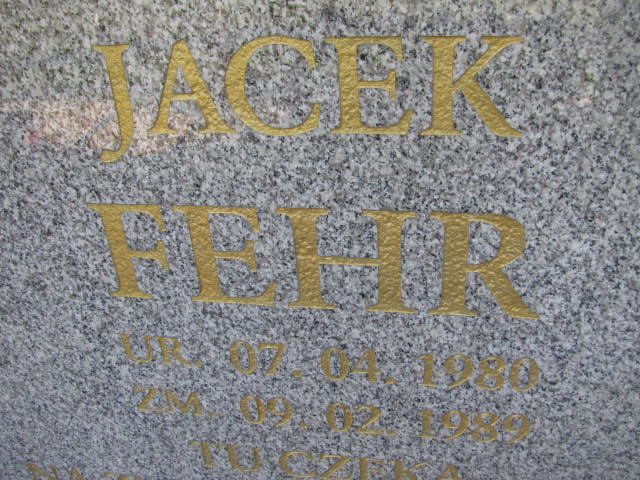 JACEK
FEHR
UR. 07. 04. 1980
ZM. 09. 02. 1989
TU CZEKA